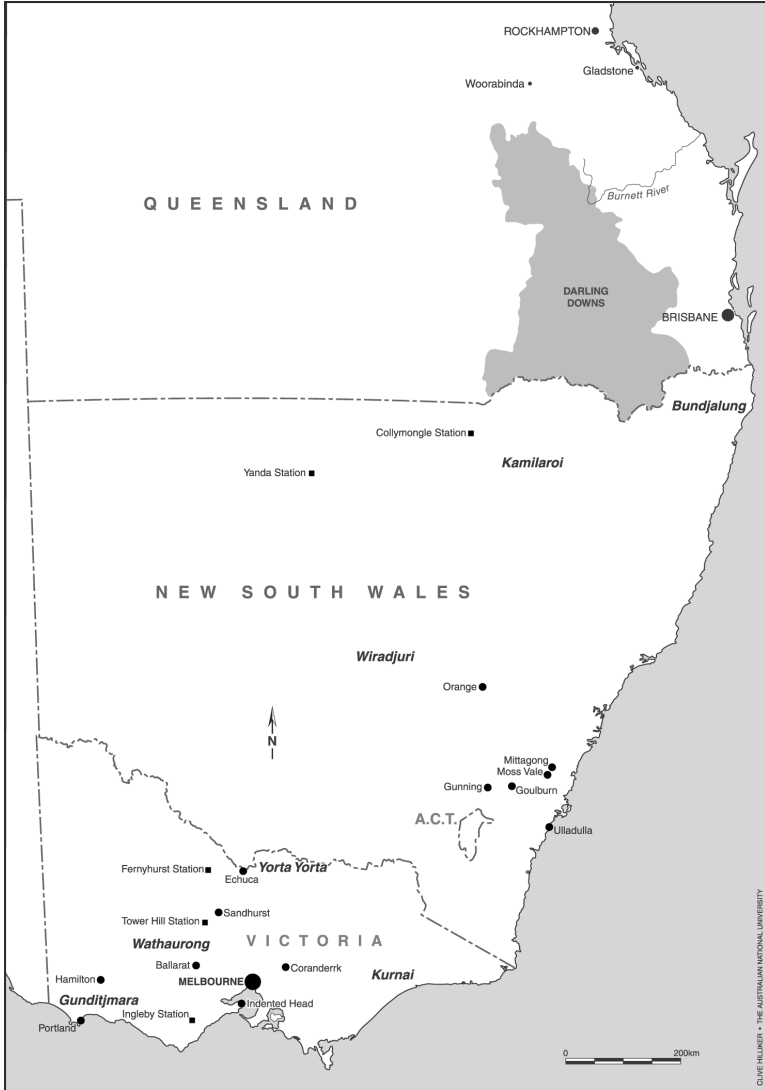 ROCKHAMPTON
Gladstone
Woorabinda
QUEENSLAND
Burnett River
DARLING
DOWNS
BRISBANE
Bundjalung
Collymongle Station
Kamilaroi
Yanda Station
NEW SOUTH WALES
Wiradjuri
Orange
N
Mittagong
Moss Vale
Gunning
Goulburn
A.C.T.
Ulladulla
Fernyhurst Station
Yorta Yorta
Echuca
Sandhurst
Tower Hill Station
Wathaurong
VICTORIA
Ballarat
Coranderrk
Hamilton
MELBOURNE
Kurnai
Gunditjmara
Indented Head
Ingleby Station
Portland
0 200km
CLIVE HILLIKER • THE AUSTRALIAN NATIONAL UNIVERSITY